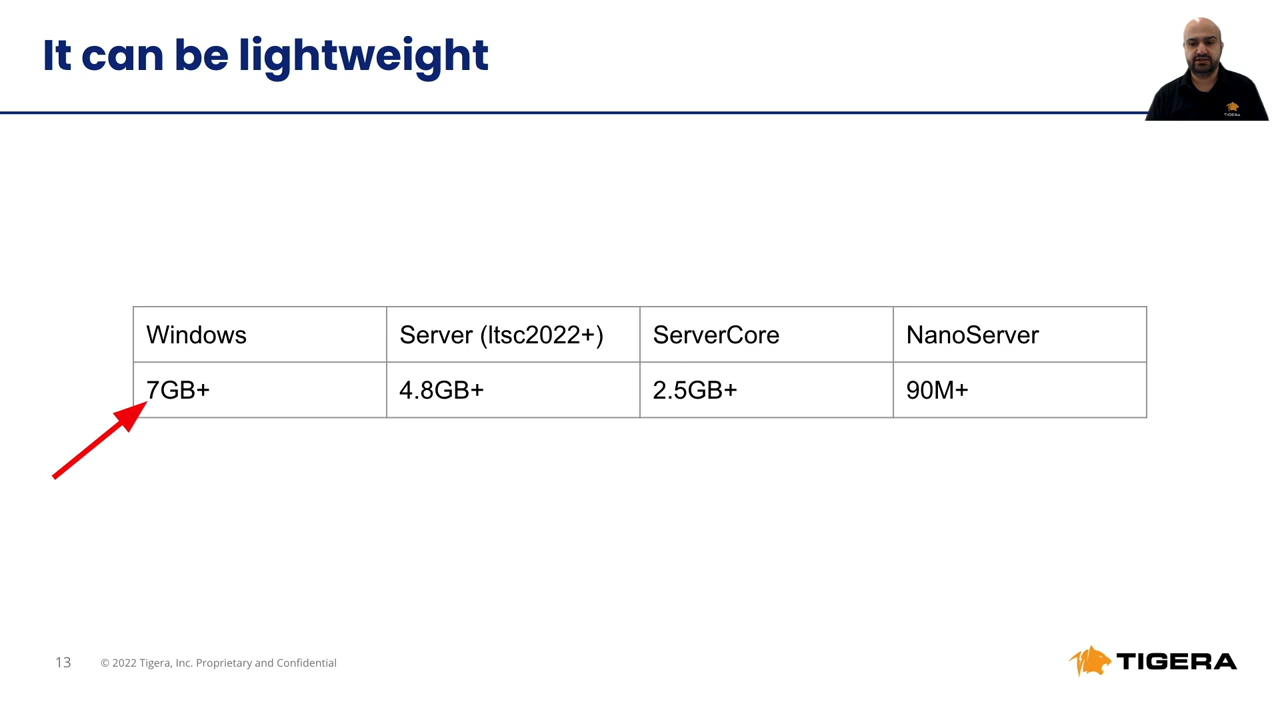 It can be lightweight
TIGERA
Windows Server (ltsc2022+) ServerCore NanoServer
7GB+ 4.8GB+ 2.5GB+ 90M+
13 © 2022 Tigera, Inc. Proprietary and Confidential
TIGERA